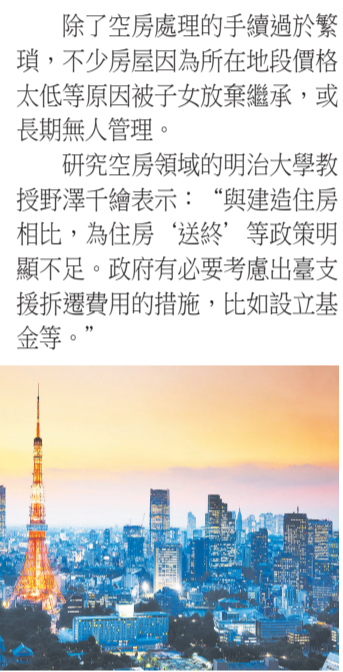 除了空房處理的手續過於繁
瑣，不少房屋因為所在地段價格
太低等原因被子女放棄繼承，或
長期無人管理。
研究空房領域的明治大學教
授野澤千繪表示：“與建造住房
相比，為住房‘送終’等政策明
顯不足。政府有必要考慮出臺支
援拆遷費用的措施，比如設立基
金等。”